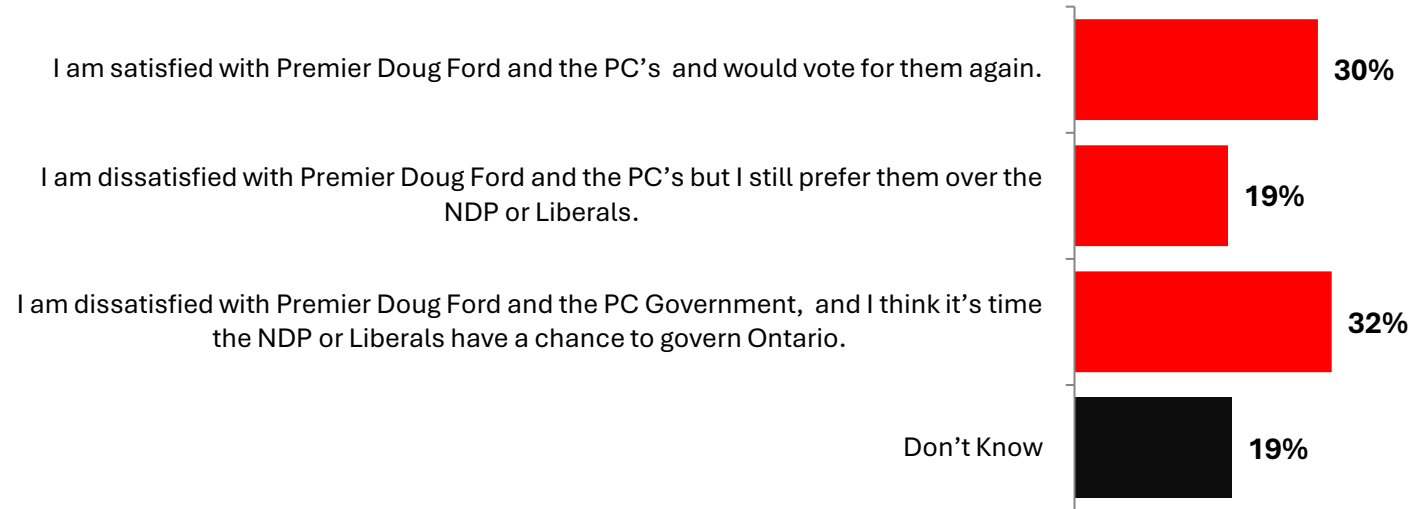 I am satisfied with Premier Doug Ford and the PC’s  and would vote for them again.
30%
I am dissatisfied with Premier Doug Ford and the PC’s but I still prefer them over the
NDP or Liberals.
19%
I am dissatisfied with Premier Doug Ford and the PC Government,  and I think it’s time
the NDP or Liberals have a chance to govern Ontario.
32%
Don’t Know
19%